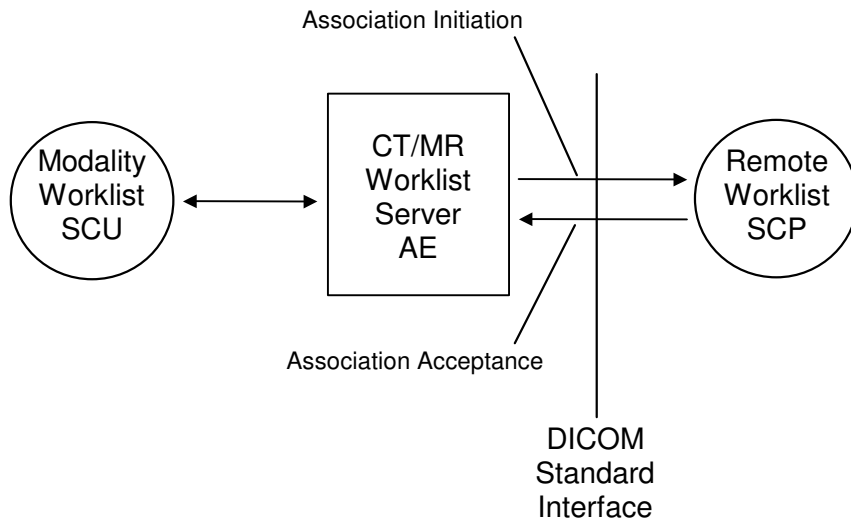 Association Initiation
Modality
Worklist
SCU
CT/MR
Worklist
Server
AE
Remote
Worklist
SCP
Association Acceptance
DICOM
Standard
Interface